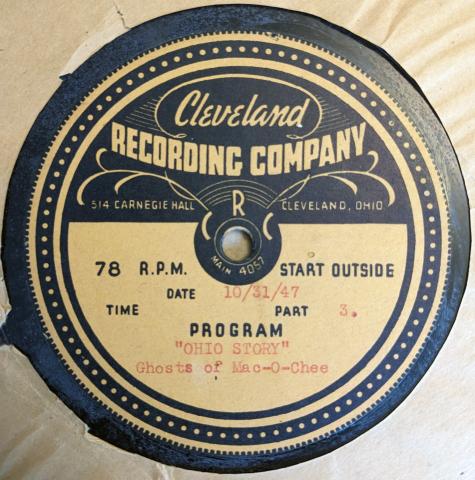 Cleveland
RECORDING COMPANY
514 CARNEGIE HALL R CLEVELAND, OHIO
MAIN 4057
78 R.P.M. START OUTSIDE
DATE 10/31/47
TIME PART 3.
PROGRAM
"OHIO STORY"
Ghosts of Mac-O-Chee